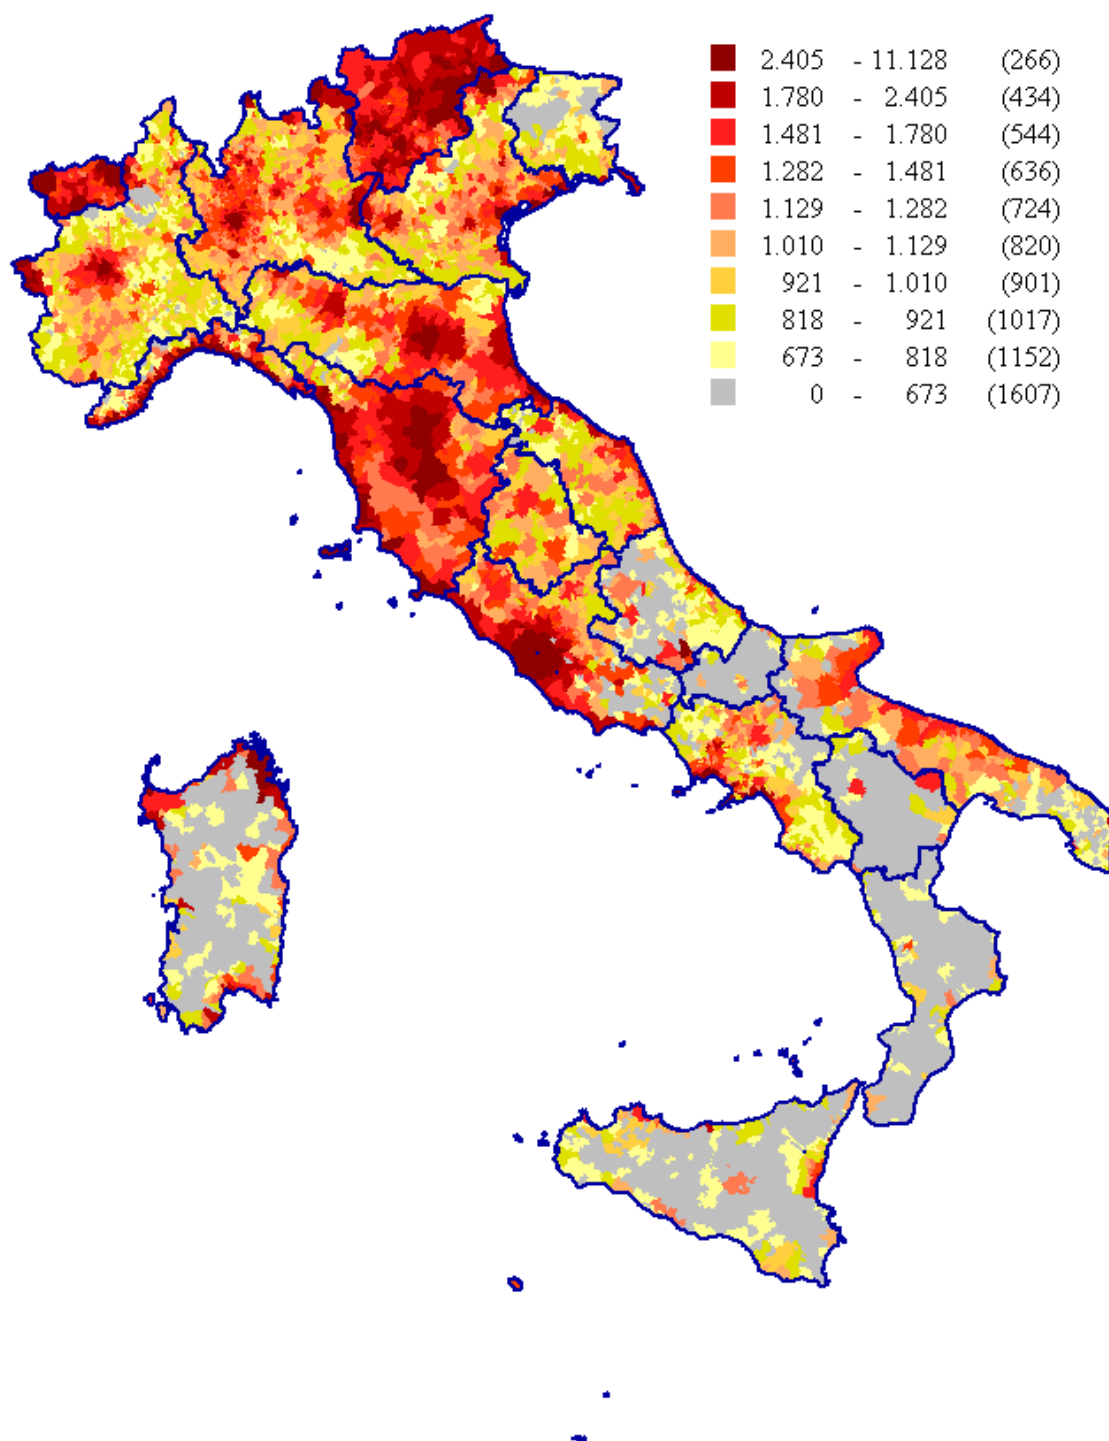 2.405 - 11.128 (266)
1.780 - 2.405 (434)
1.481 - 1.780 (544)
1.282 - 1.481 (636)
1.129 - 1.282 (724)
1.010 - 1.129 (820)
921 - 1.010 (901)
818 - 921 (1017)
673 - 818 (1152)
0 - 673 (1607)